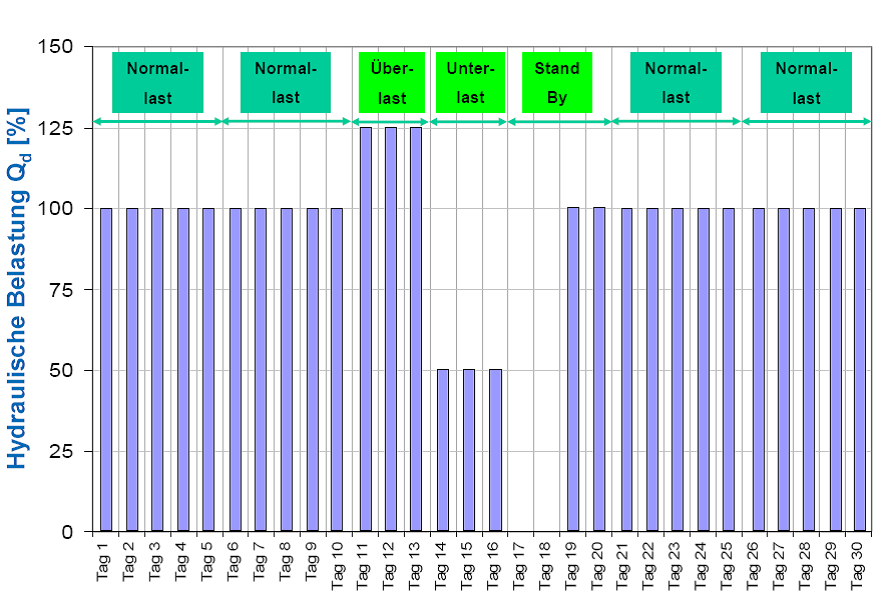 Hydraulische Belastung Qd [%]
150
125
100
75
50
25
0
Normal-
last
Normal-
last
Über-
last
Unter-
last
Stand
By
Normal-
last
Normal-
last
Tag 1
Tag 2
Tag 3
Tag 4
Tag 5
Tag 6
Tag 7
Tag 8
Tag 9
Tag 10
Tag 11
Tag 12
Tag 13
Tag 14
Tag 15
Tag 16
Tag 17
Tag 18
Tag 19
Tag 20
Tag 21
Tag 22
Tag 23
Tag 24
Tag 25
Tag 26
Tag 27
Tag 28
Tag 29
Tag 30